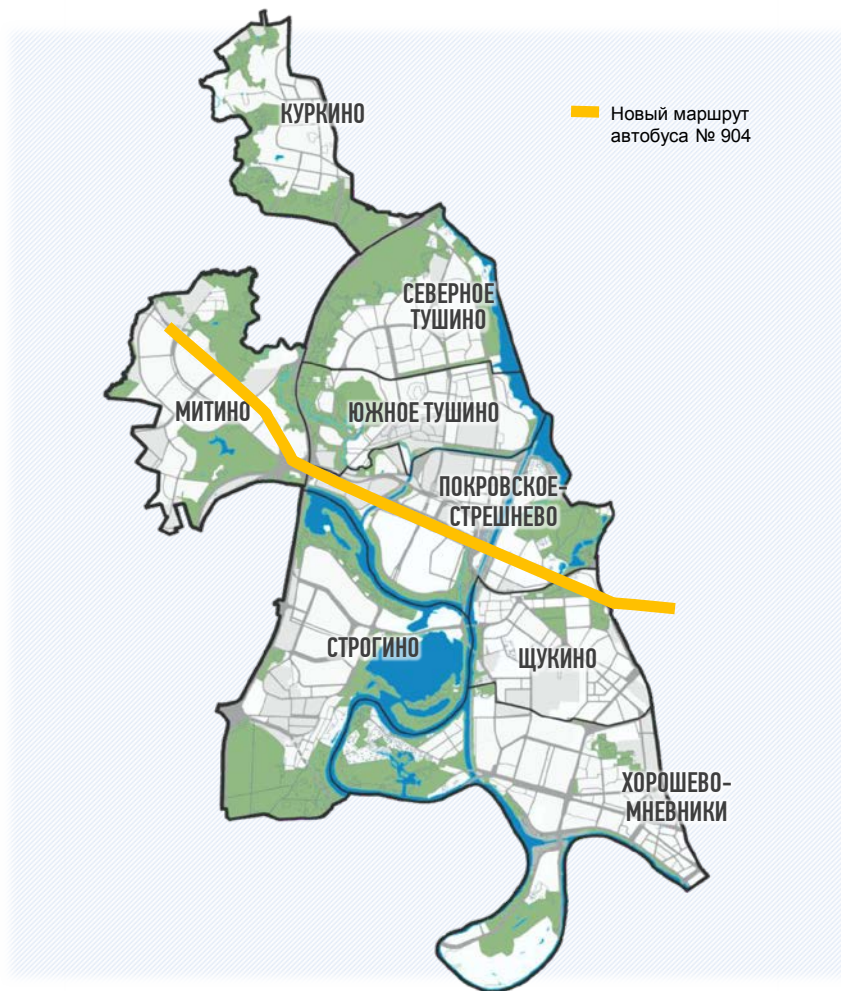 КУРКИНО
Новый маршрут
автобуса № 904
СЕВЕРНОЕ
ТУШИНО
МИТИНО
ЮЖНОЕ ТУШИНО
ПОКРОВСКОЕ-
СТРЕШНЕВО
СТРОГИНО
ЩУКИНО
ХОРОШЕВО-
МНЕВНИКИ